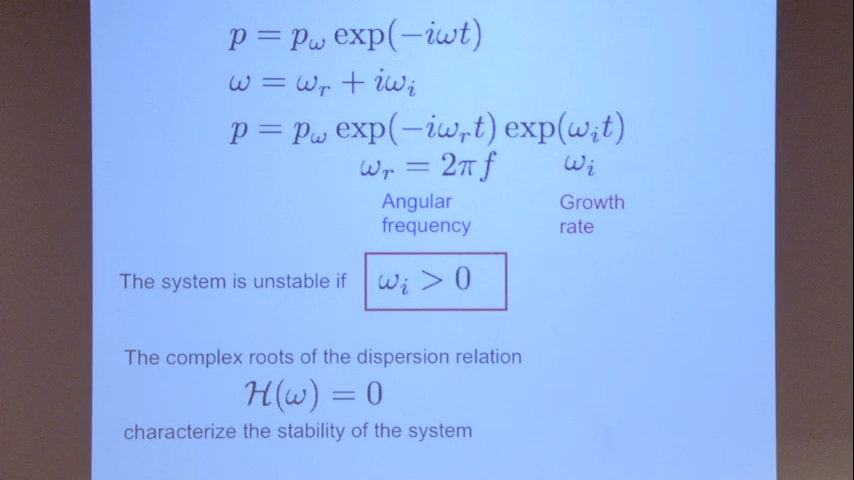 p = p_ω exp(−iωt)
ω = ω_r + iω_i
p = p_ω exp(−iω_r t) exp(ω_i t)
ω_r = 2πf ω_i
Angular Growth
frequency rate
The system is unstable if ω_i > 0
The complex roots of the dispersion relation
ℋ(ω) = 0
characterize the stability of the system